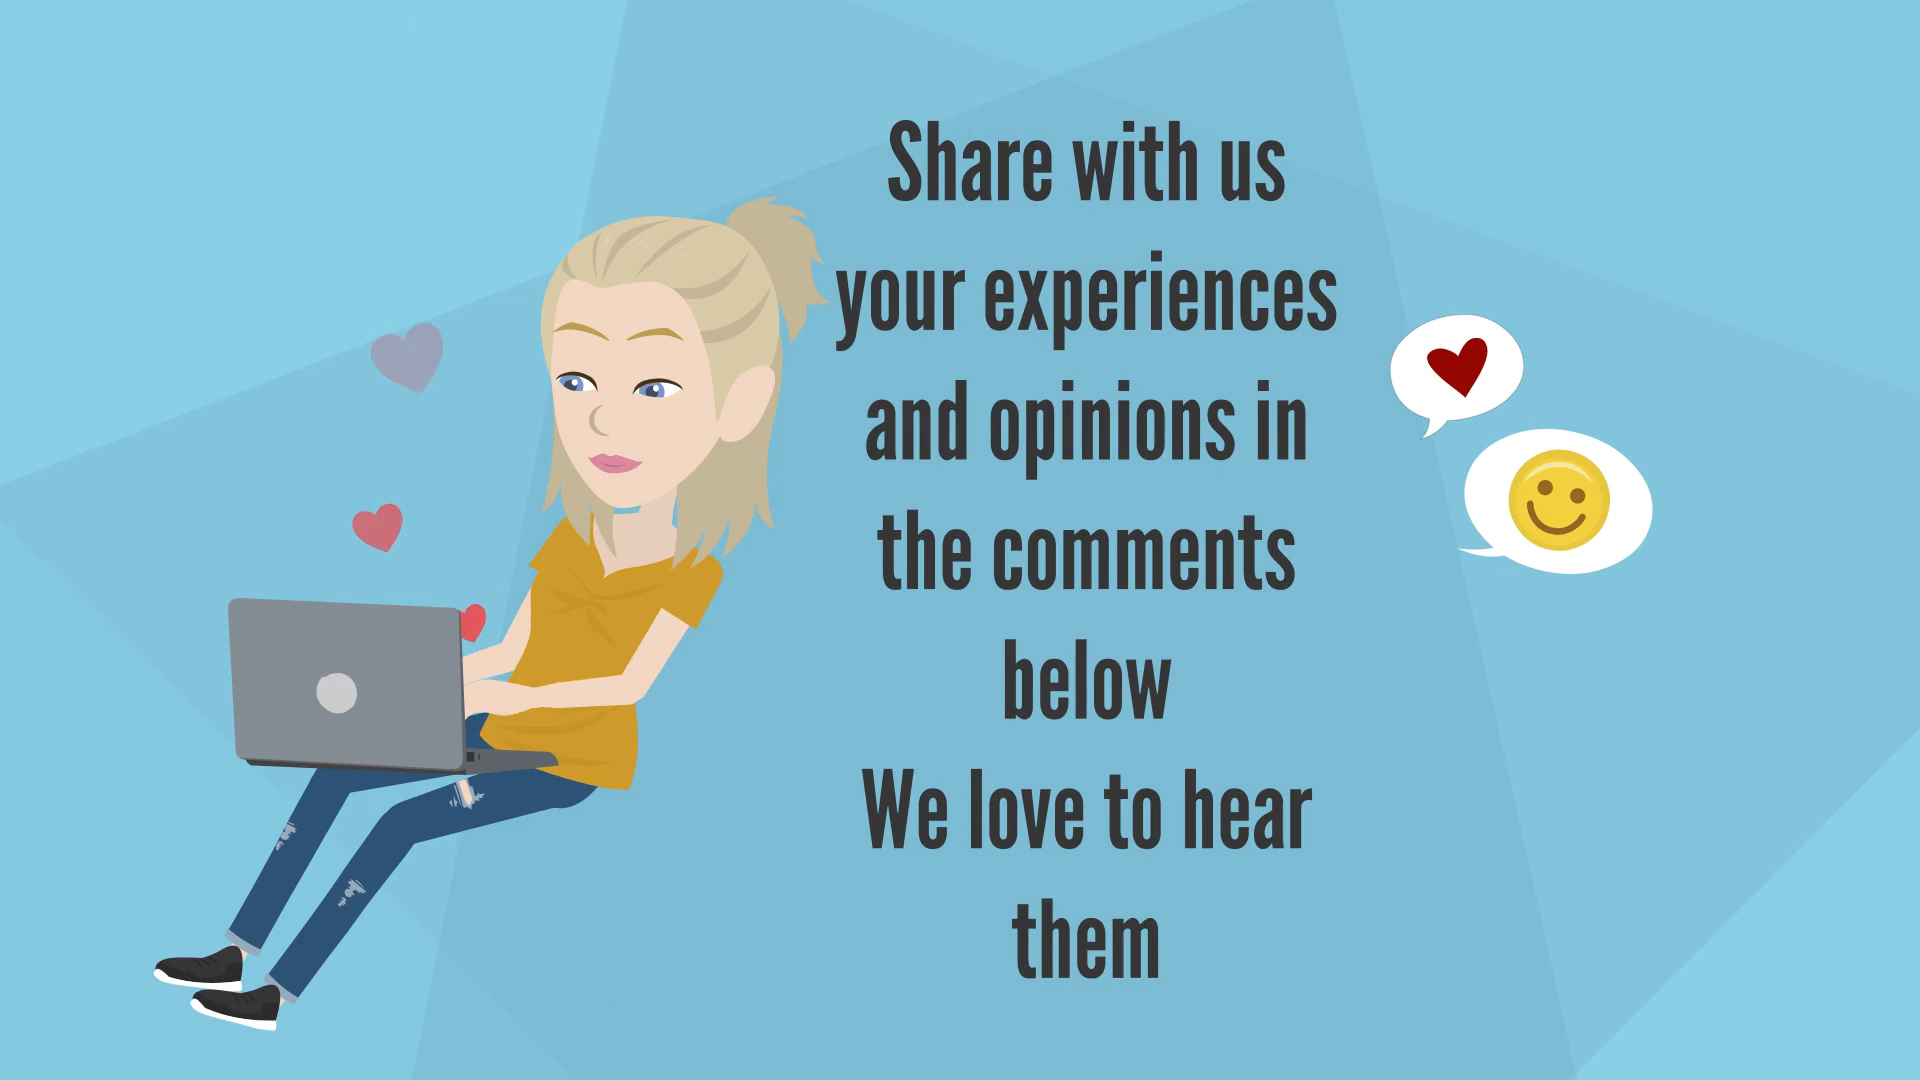 Share with us
your experiences
and opinions in
the comments
below
We love to hear
them